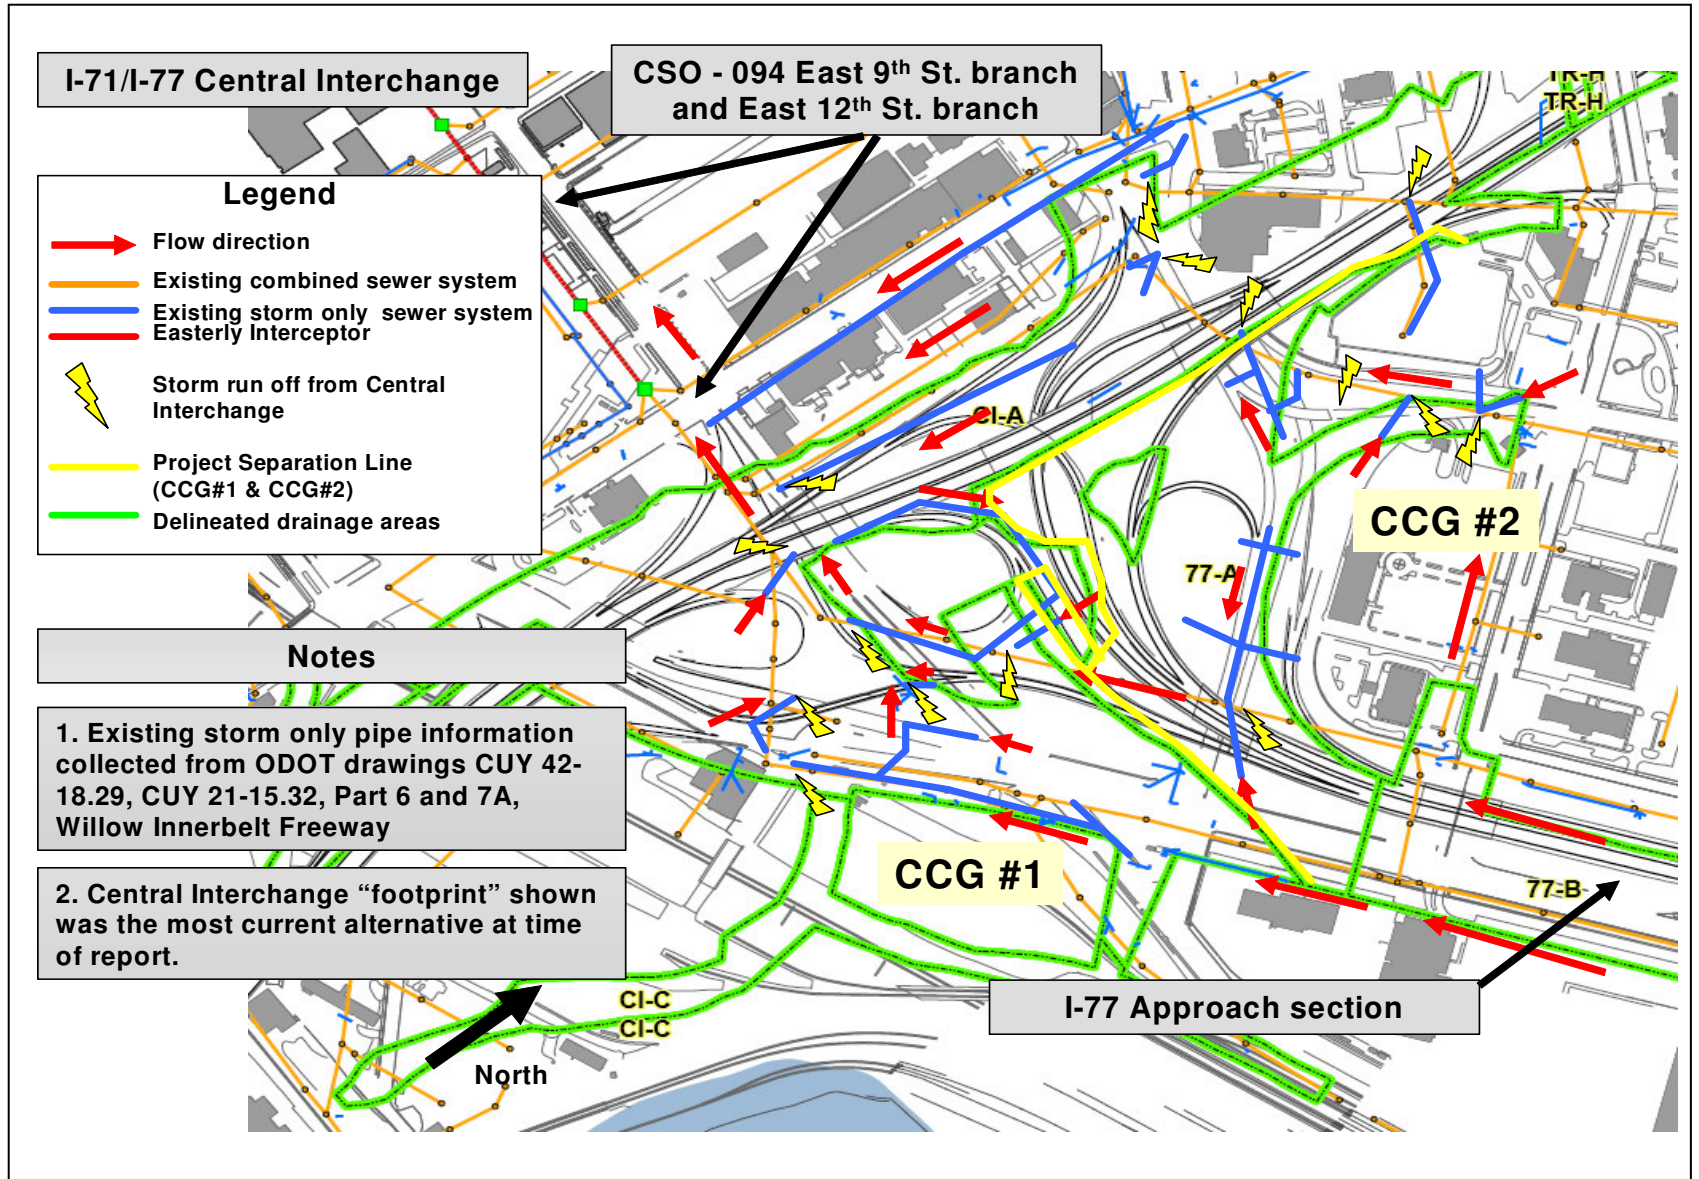 I-71/I-77 Central Interchange
CSO - 094 East 9th St. branch
and East 12th St. branch
TR-H
TR-H
Legend
Flow direction
Existing combined sewer system
Existing storm only sewer system
Easterly Interceptor
Storm run off from Central
Interchange
Project Separation Line
(CCG#1 & CCG#2)
Delineated drainage areas
CI-A
CCG #2
77-A
Notes
1. Existing storm only pipe information
collected from ODOT drawings CUY 42-
18.29, CUY 21-15.32, Part 6 and 7A,
Willow Innerbelt Freeway
CCG #1
77-B
2. Central Interchange “footprint” shown
was the most current alternative at time
of report.
CI-C
CI-C
I-77 Approach section
North